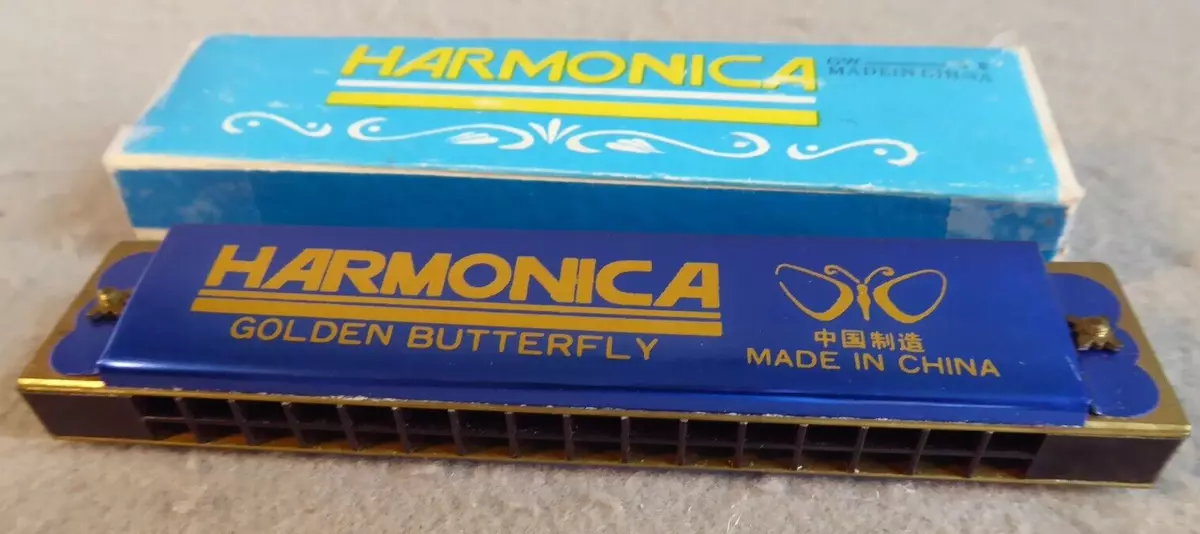 HARMONICA
MADE IN CHINA
HARMONICA
GOLDEN BUTTERFLY
中国制造
MADE IN CHINA